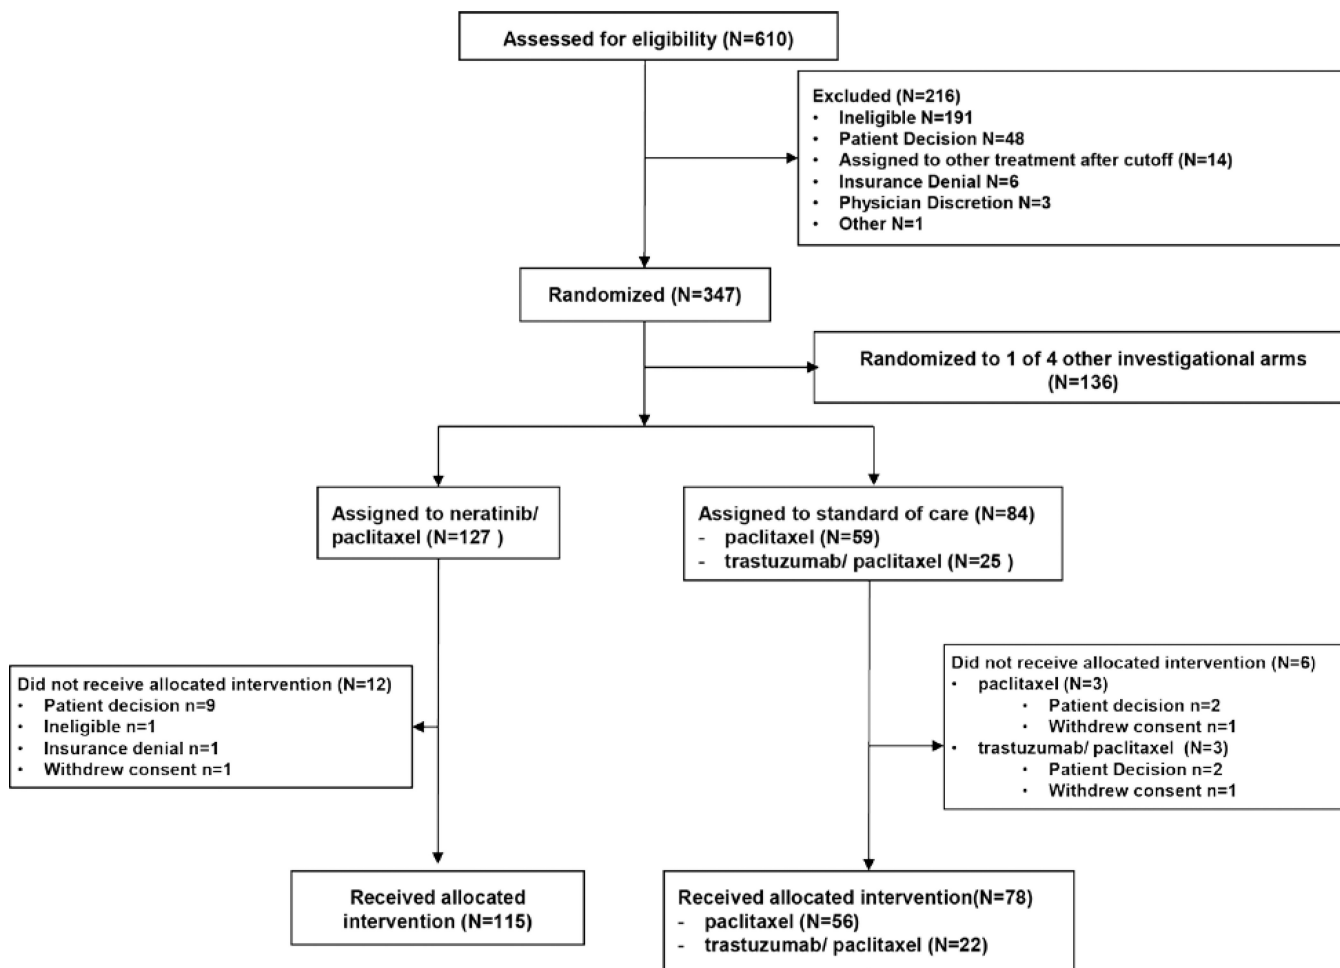 Assessed for eligibility (N=610)
Excluded (N=216)
• Ineligible N=191
• Patient Decision N=48
• Assigned to other treatment after cutoff (N=14)
• Insurance Denial N=6
• Physician Discretion N=3
• Other N=1
Randomized (N=347)
Randomized to 1 of 4 other investigational arms
(N=136)
Assigned to neratinib/
paclitaxel (N=127 )
Assigned to standard of care (N=84)
- paclitaxel (N=59)
- trastuzumab/ paclitaxel (N=25 )
Did not receive allocated intervention (N=12)
• Patient decision n=9
• Ineligible n=1
• Insurance denial n=1
• Withdrew consent n=1
Did not receive allocated intervention (N=6)
• paclitaxel (N=3)
• Patient decision n=2
• Withdrew consent n=1
• trastuzumab/ paclitaxel (N=3)
• Patient Decision n=2
• Withdrew consent n=1
Received allocated
intervention (N=115)
Received allocated intervention(N=78)
- paclitaxel (N=56)
- trastuzumab/ paclitaxel (N=22)